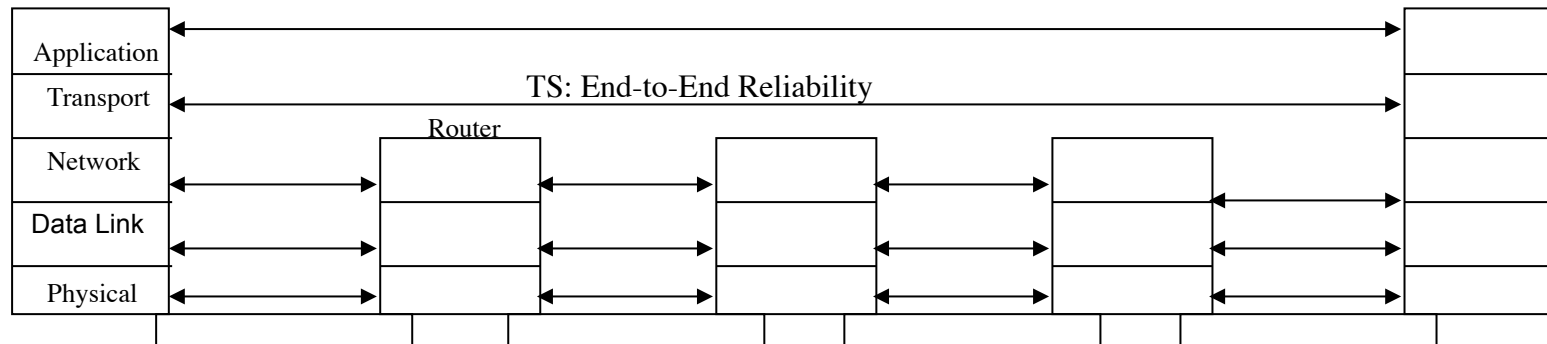 Application
TS: End-to-End Reliability
Transport
Router
Network
Data Link
Physical